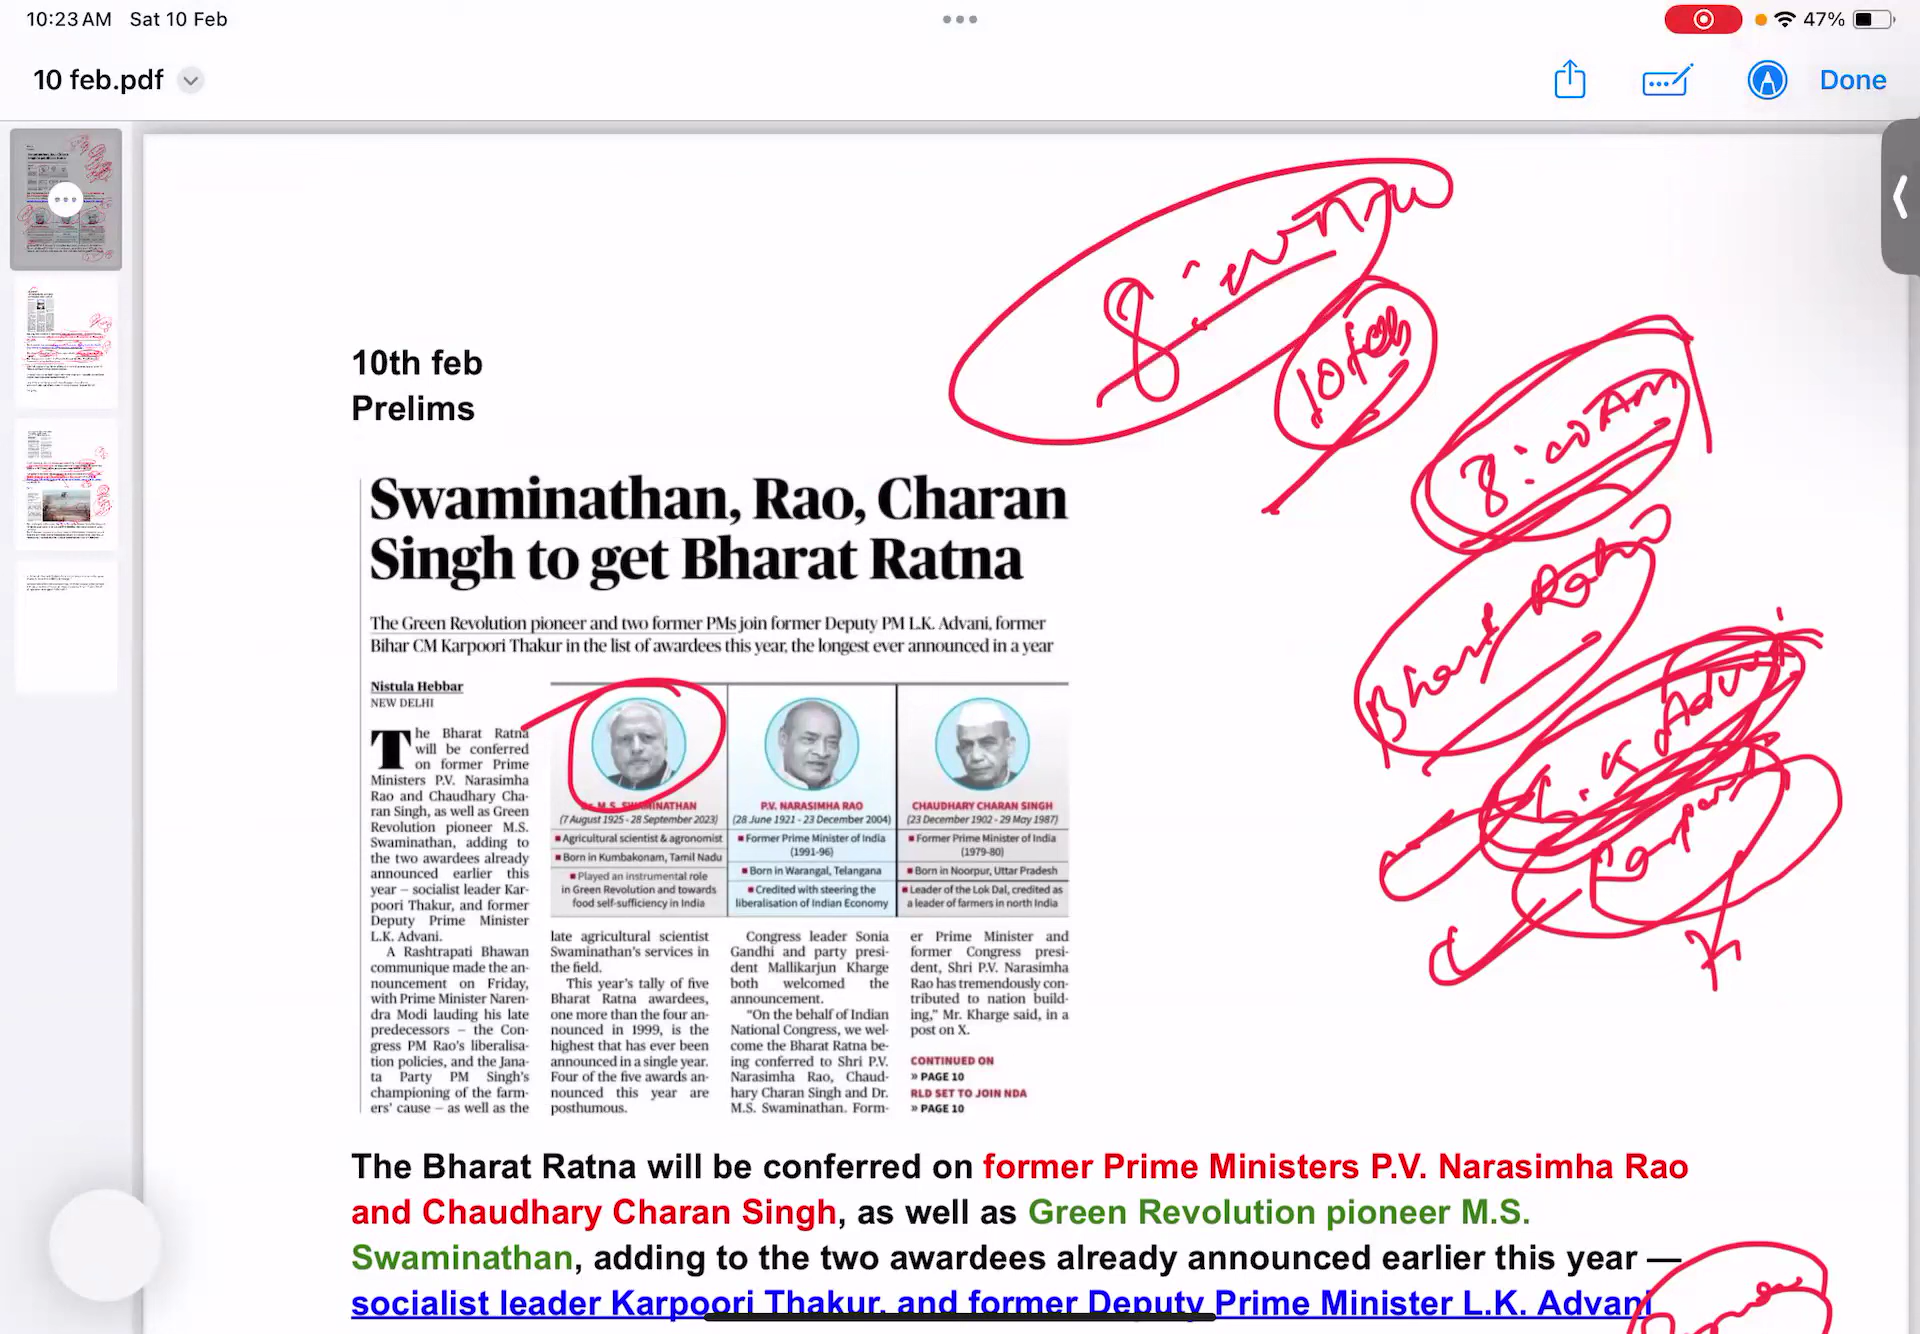 10:23 AM Sat 10 Feb
47%
10 feb.pdf
Done
10th feb
Prelims
10 feb
8:00 Am
Bharat Ratna
L.K Advani
Swaminathan, Rao, Charan
Singh to get Bharat Ratna
The Green Revolution pioneer and two former PMs join former Deputy PM L.K. Advani, former
Bihar CM Karpoori Thakur in the list of awardees this year, the longest ever announced in a year
Nistula Hebbar
NEW DELHI
The Bharat Ratna
will be conferred
on former Prime
Ministers P.V. Narasimha
Rao and Chaudhary Cha-
ran Singh, as well as Green
Revolution pioneer M.S.
Swaminathan, adding to
the two awardees already
announced earlier this
year – socialist leader Kar-
poori Thakur, and former
Deputy Prime Minister
L.K. Advani.
A Rashtrapati Bhawan
communique made the an-
nouncement on Friday,
with Prime Minister Naren-
dra Modi lauding his late
predecessors – the Con-
gress PM Rao's liberalisa-
tion policies, and the Jana-
ta Party PM Singh's
championing of the farm-
ers' cause – as well as the
M.S. SWAMINATHAN
(7 August 1925 - 28 September 2023)
Agricultural scientist & agronomist
Born in Kumbakonam, Tamil Nadu
Played an instrumental role
in Green Revolution and towards
food self-sufficiency in India
P.V. NARASIMHA RAO
(28 June 1921 - 23 December 2004)
Former Prime Minister of India
(1991-96)
Born in Warangal, Telangana
Credited with steering the
liberalisation of Indian Economy
CHAUDHARY CHARAN SINGH
(23 December 1902 - 29 May 1987)
Former Prime Minister of India
(1979-80)
Born in Noorpur, Uttar Pradesh
Leader of the Lok Dal, credited as
a leader of farmers in north India
late agricultural scientist
Swaminathan's services in
the field.
This year's tally of five
Bharat Ratna awardees,
one more than the four an-
nounced in 1999, is the
highest that has ever been
announced in a single year.
Four of the five awards an-
nounced this year are
posthumous.
Congress leader Sonia
Gandhi and party presi-
dent Mallikarjun Kharge
both welcomed the
announcement.
"On the behalf of Indian
National Congress, we wel-
come the Bharat Ratna be-
ing conferred to Shri P.V.
Narasimha Rao, Chaud-
hary Charan Singh and Dr.
M.S. Swaminathan. Form-
er Prime Minister and
former Congress presi-
dent, Shri P.V. Narasimha
Rao has tremendously con-
tributed to nation build-
ing," Mr. Kharge said, in a
post on X.
CONTINUED ON
» PAGE 10
RLD SET TO JOIN NDA
» PAGE 10
The Bharat Ratna will be conferred on former Prime Ministers P.V. Narasimha Rao
and Chaudhary Charan Singh, as well as Green Revolution pioneer M.S.
Swaminathan, adding to the two awardees already announced earlier this year —
socialist leader Karpoori Thakur, and former Deputy Prime Minister L.K. Advani